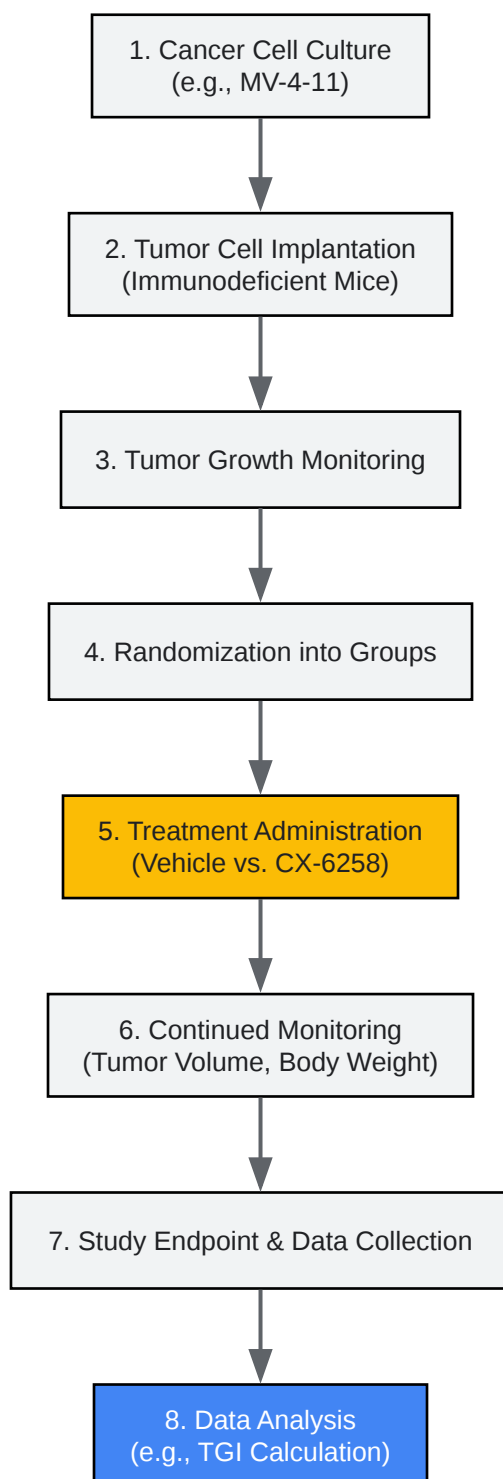 1. Cancer Cell Culture
(e.g., MV-4-11)
2. Tumor Cell Implantation
(Immunodeficient Mice)
3. Tumor Growth Monitoring
4. Randomization into Groups
5. Treatment Administration
(Vehicle vs. CX-6258)
6. Continued Monitoring
(Tumor Volume, Body Weight)
7. Study Endpoint & Data Collection
8. Data Analysis
(e.g., TGI Calculation)